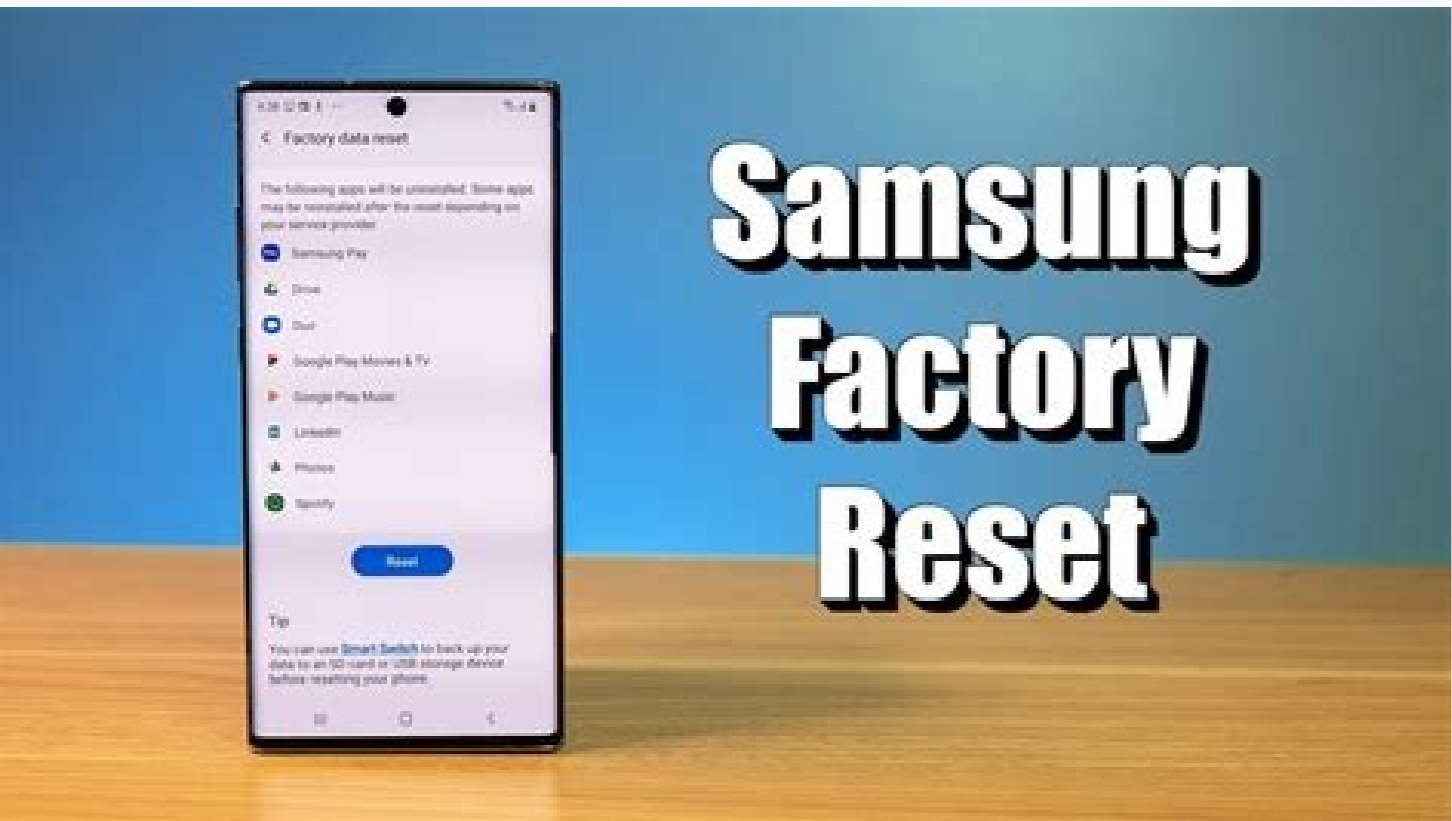 Factory data reset
The following apps will be uninstalled. Some apps
may be reinstalled after the reset depending on
your service provider.
Samsung Pay
Drive
Duo
Google Play Movies & TV
Google Play Music
LinkedIn
Photos
Spotify
Reset
Tip
You can use Smart Switch to back up your
data to an SD card or USB storage device
before resetting your phone.
Samsung
Factory
Reset